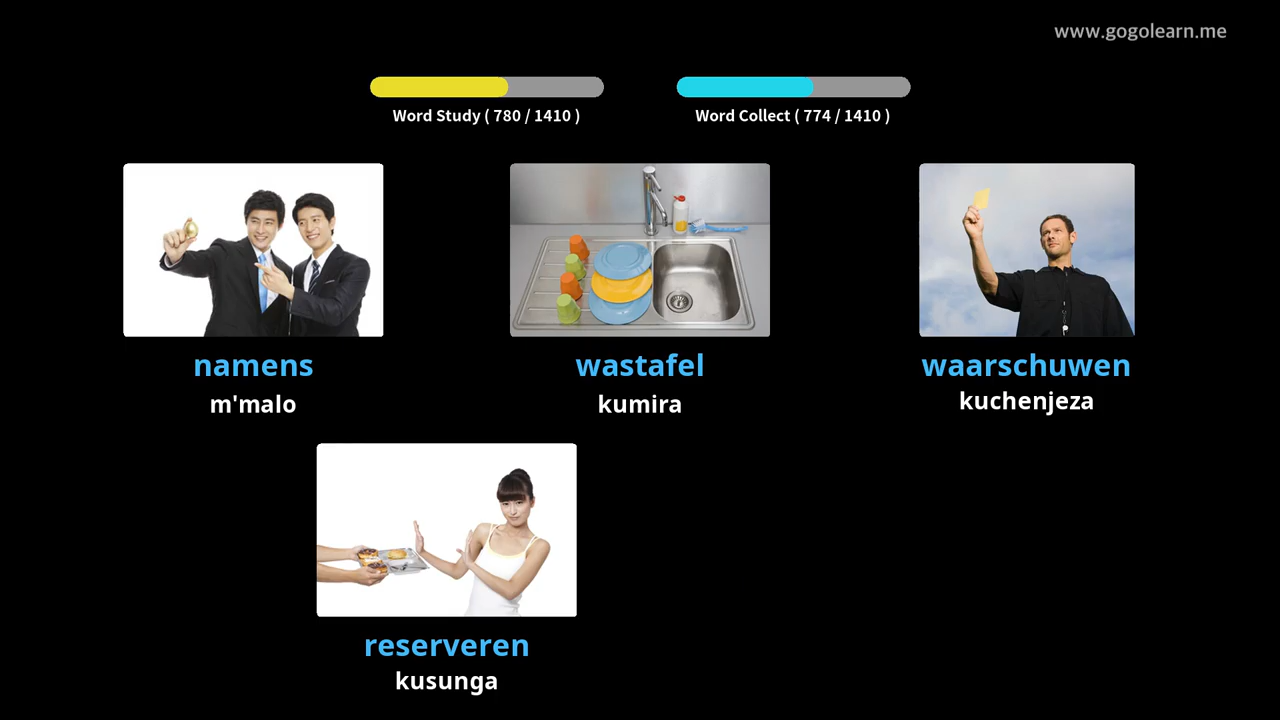 www.gogolearn.me
Word Study ( 780 / 1410 )
Word Collect ( 774 / 1410 )
namens
m'malo
wastafel
kumira
waarschuwen
kuchenjeza
reserveren
kusunga